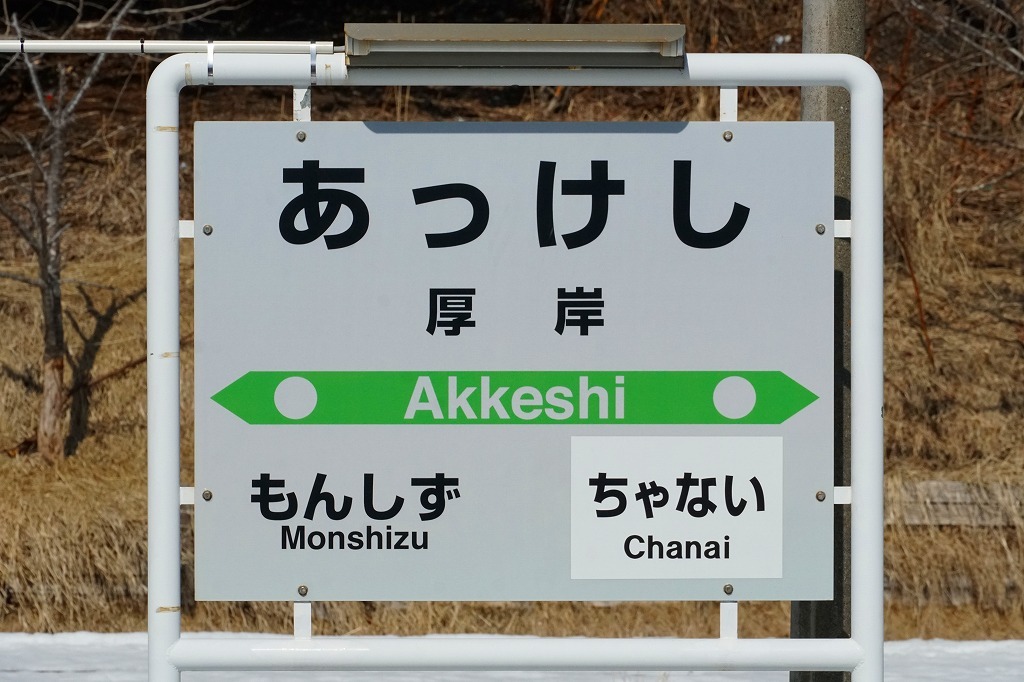 あっけし
厚岸
Akkeshi
もんしず
Monshizu
ちゃない
Chanai